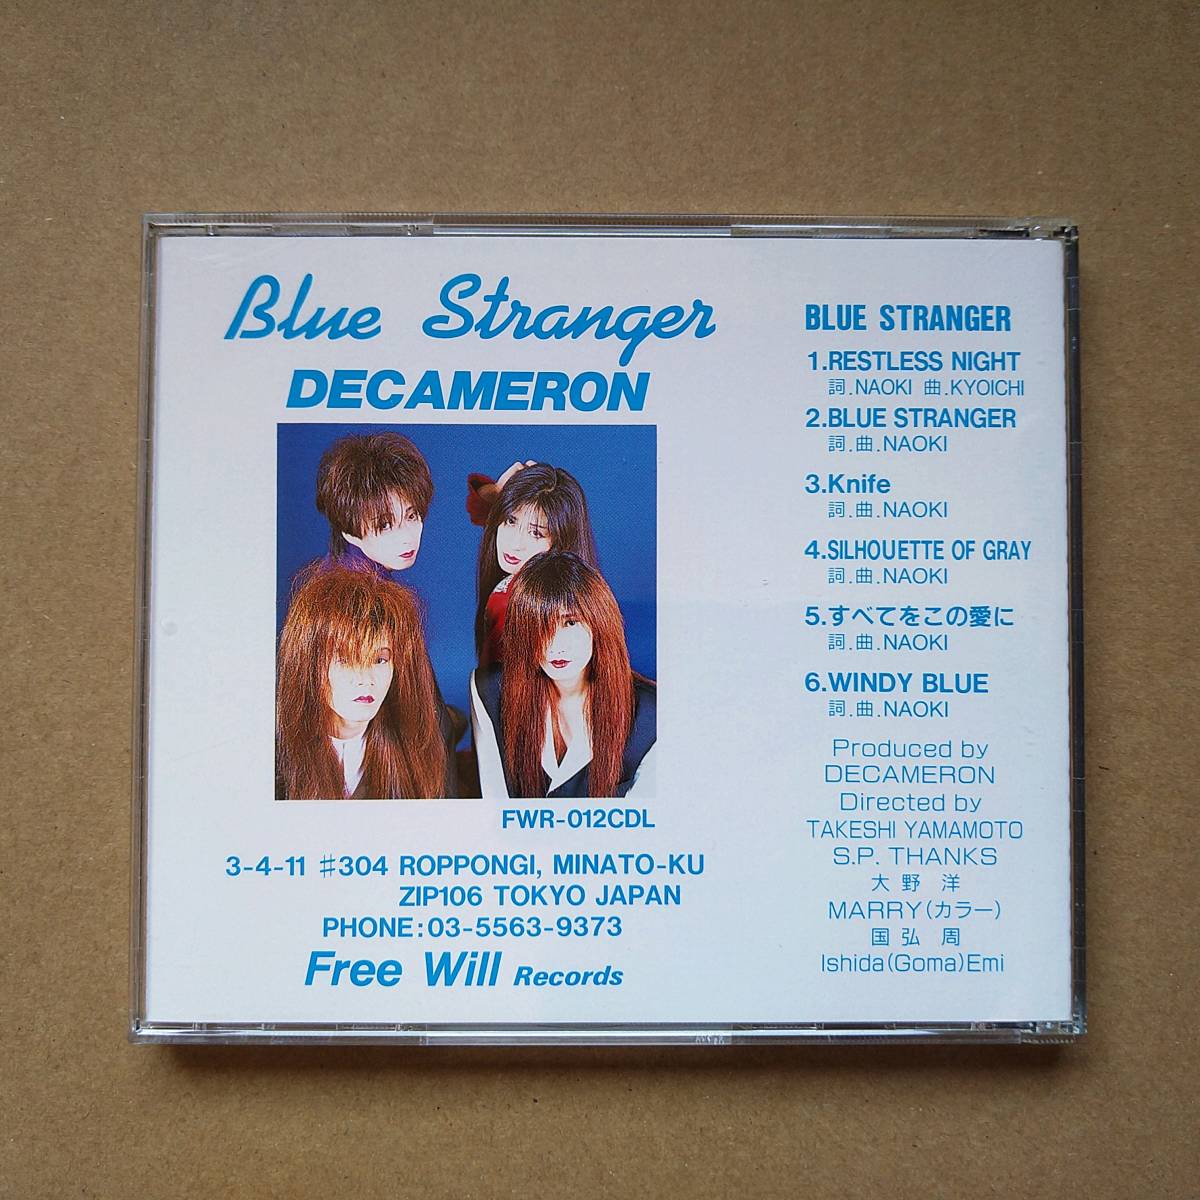 Blue Stranger
DECAMERON
FWR-012CDL
3-4-11 ♯304 ROPPONGI, MINATO-KU
ZIP106 TOKYO JAPAN
PHONE:03-5563-9373
Free Will Records
BLUE STRANGER
1.RESTLESS NIGHT
詞.NAOKI 曲.KYOICHI
2.BLUE STRANGER
詞.曲.NAOKI
3.Knife
詞.曲.NAOKI
4.SILHOUETTE OF GRAY
詞.曲.NAOKI
5.すべてをこの愛に
詞.曲.NAOKI
6.WINDY BLUE
詞.曲.NAOKI
Produced by
DECAMERON
Directed by
TAKESHI YAMAMOTO
S.P. THANKS
大野 洋
MARRY(カラー)
国弘 周
Ishida(Goma)Emi